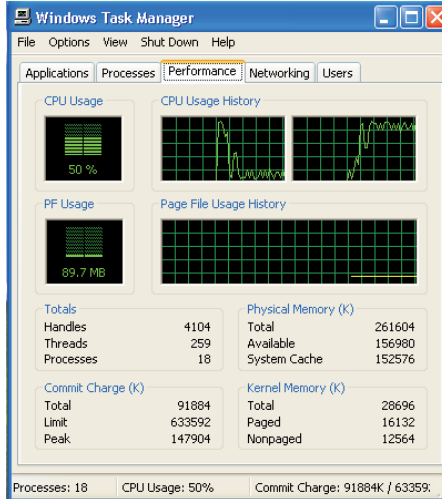 Windows Task Manager
File Options View Shut Down Help
Applications Processes Performance Networking Users
CPU Usage CPU Usage History
50 %
PF Usage Page File Usage History
89.7 MB
Totals Physical Memory (K)
Handles 4104 Total 261604
Threads 259 Available 156980
Processes 18 System Cache 152576
Commit Charge (K) Kernel Memory (K)
Total 91884 Total 28696
Limit 633592 Paged 16132
Peak 147904 Nonpaged 12564
Processes: 18 CPU Usage: 50% Commit Charge: 91884K / 63359